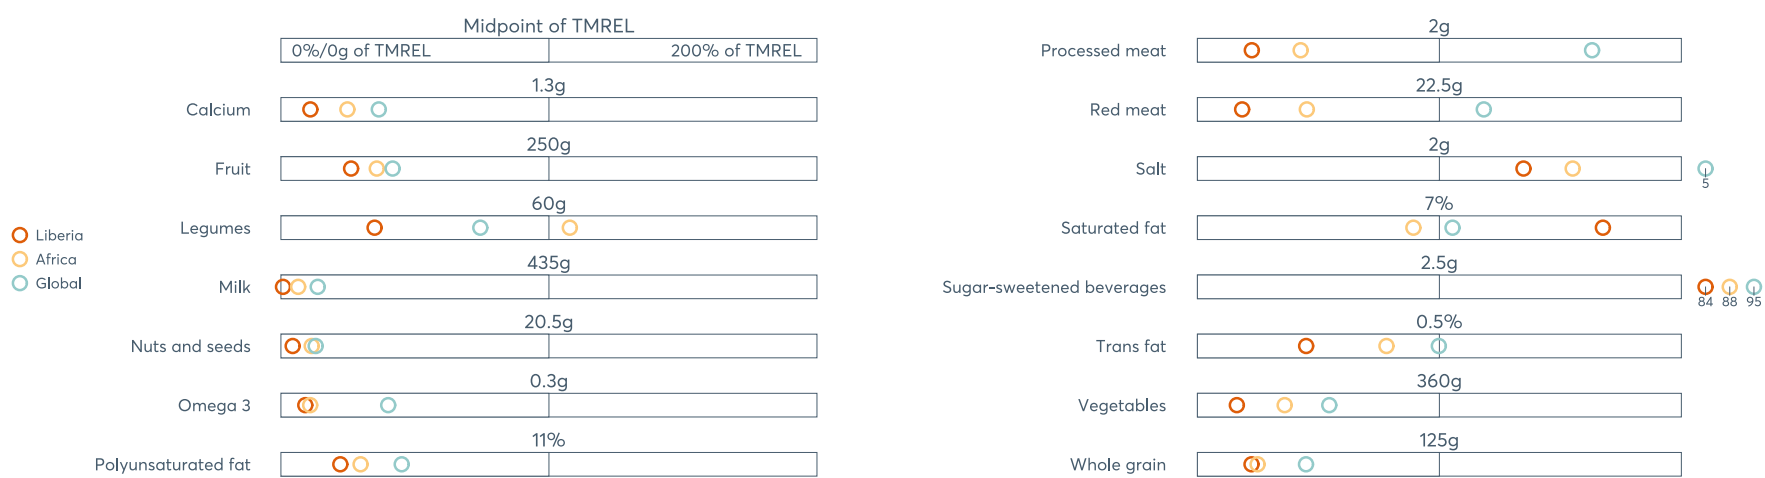 Midpoint of TMREL
0%/0g of TMREL 200% of TMREL
Calcium 1.3g
Fruit 250g
Legumes 60g
Milk 435g
Nuts and seeds 20.5g
Omega 3 0.3g
Polyunsaturated fat 11%
Liberia
Africa
Global
Processed meat 2g
Red meat 22.5g
Salt 2g
5
Saturated fat 7%
Sugar-sweetened beverages 2.5g
84 88 95
Trans fat 0.5%
Vegetables 360g
Whole grain 125g